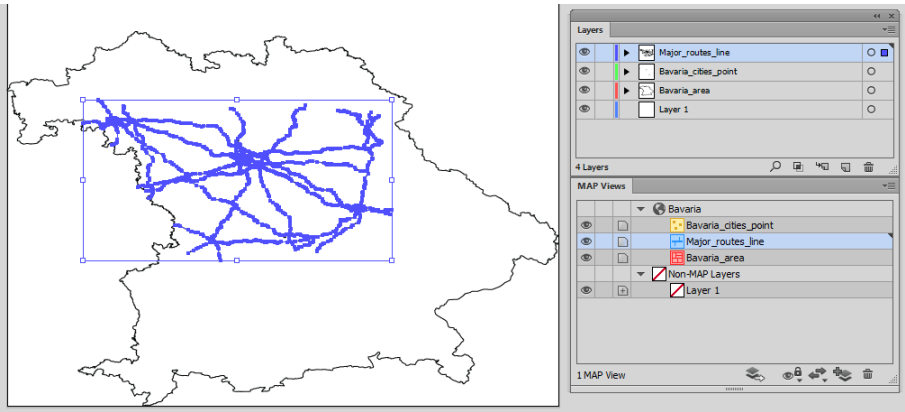 Layers
Major_routes_line
Bavaria_cities_point
Bavaria_area
Layer 1
4 Layers
MAP Views
Bavaria
Bavaria_cities_point
Major_routes_line
Bavaria_area
Non-MAP Layers
Layer 1
1 MAP View